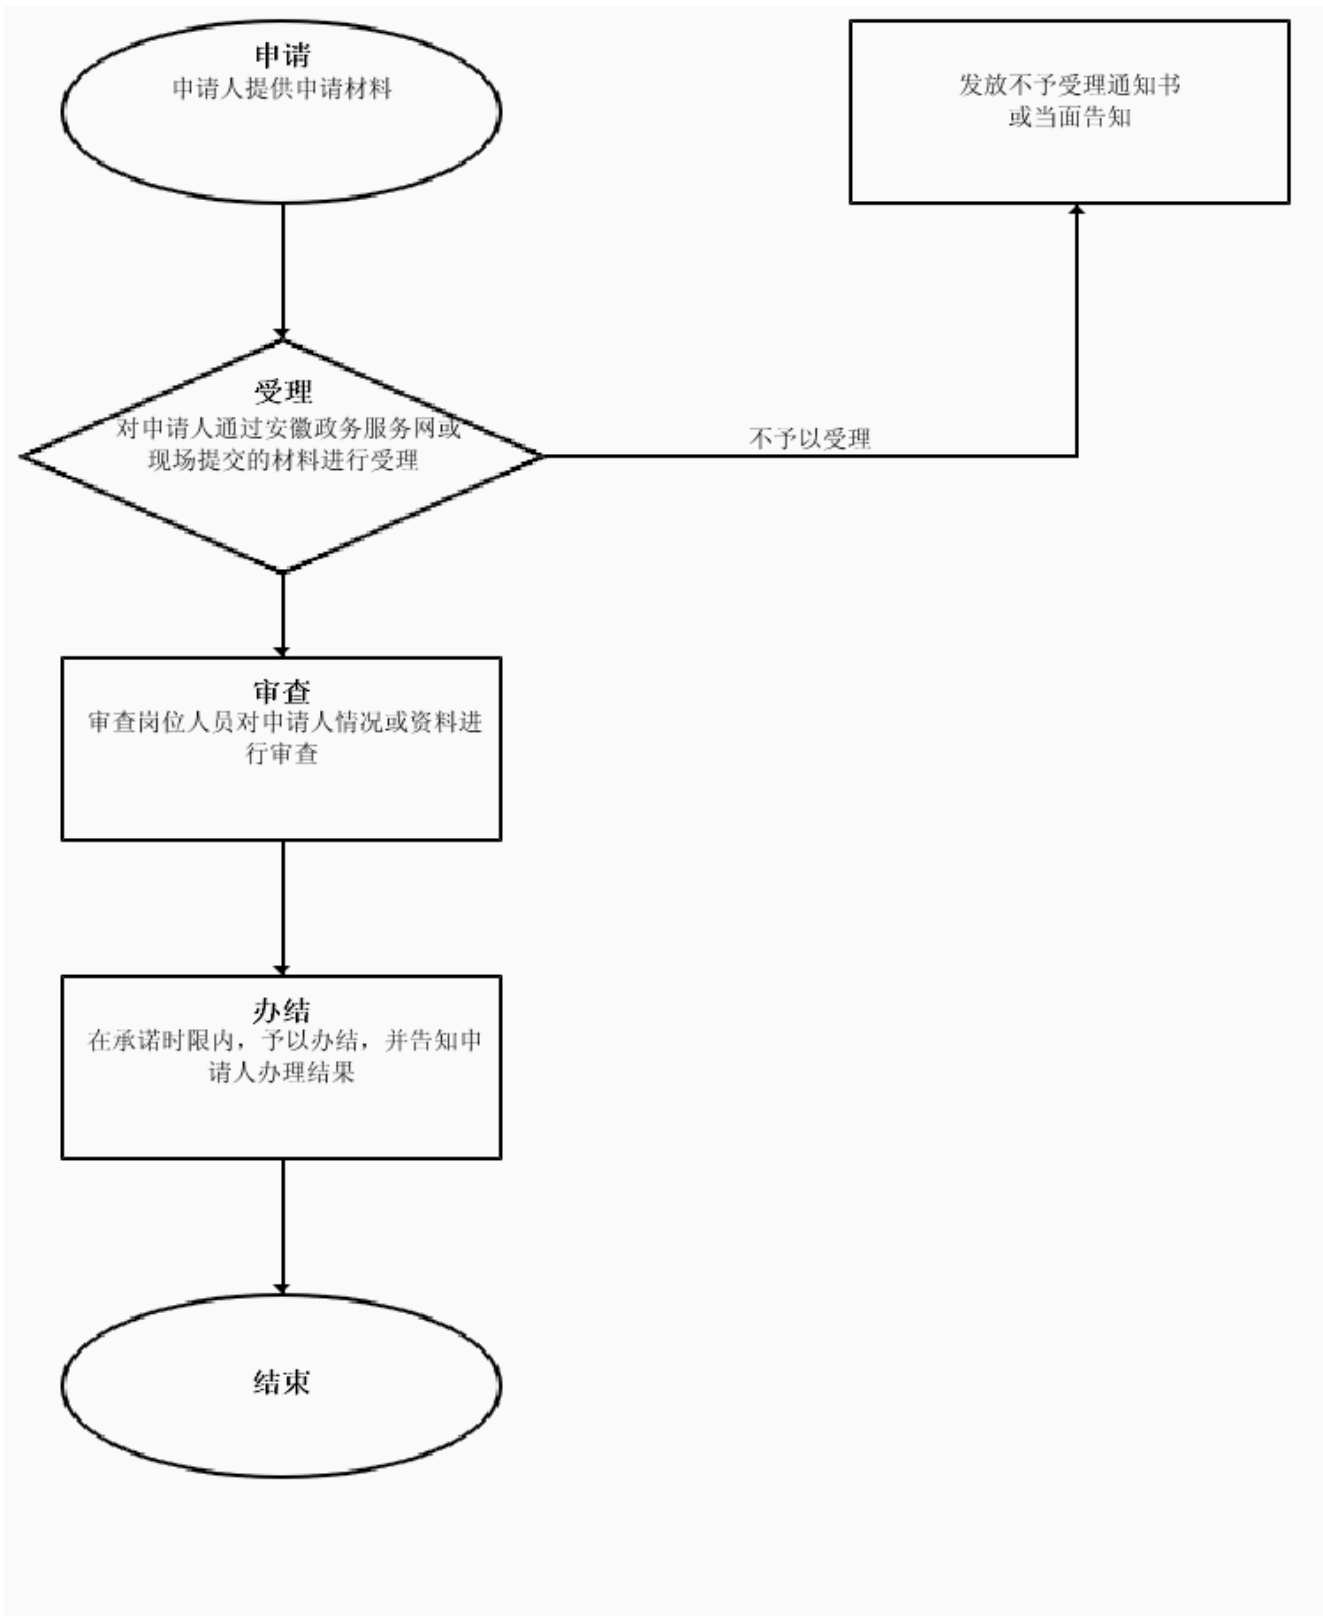 申请
申请人提供申请材料
发放不予受理通知书
或当面告知
受理
对申请人通过安徽政务服务网或
现场提交的材料进行受理
不予以受理
审查
审查岗位人员对申请人情况或资料进
行审查
办结
在承诺时限内，予以办结，并告知申
请人办理结果
结束